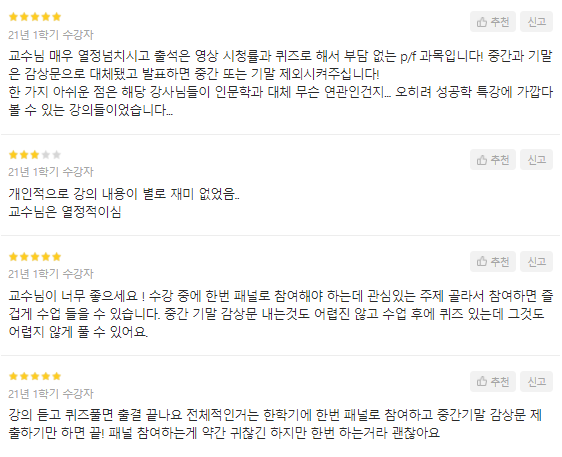 추천
신고
21년 1학기 수강자
교수님 매우 열정넘치시고 출석은 영상 시청률과 퀴즈로 해서 부담 없는 p/f 과목입니다! 중간과 기말
은 감상문으로 대체됐고 발표하면 중간 또는 기말 제외시켜주십니다!
한 가지 아쉬운 점은 해당 강사님들이 인문학과 대체 무슨 연관인건지... 오히려 성공학 특강에 가깝다
볼 수 있는 강의들이었습니다...
추천
신고
21년 1학기 수강자
개인적으로 강의 내용이 별로 재미 없었음..
교수님은 열정적이심
추천
신고
21년 1학기 수강자
교수님이 너무 좋으세요 ! 수강 중에 한번 패널로 참여해야 하는데 관심있는 주제 골라서 참여하면 즐
겁게 수업 들을 수 있습니다. 중간 기말 감상문 내는것도 어렵진 않고 수업 후에 퀴즈 있는데 그것도
어렵지 않게 풀 수 있어요.
추천
신고
21년 1학기 수강자
강의 듣고 퀴즈풀면 출결 끝나요 전체적인거는 한학기에 한번 패널로 참여하고 중간기말 감상문 제
출하기만 하면 끝! 패널 참여하는게 약간 귀찮긴 하지만 한번 하는거라 괜찮아요